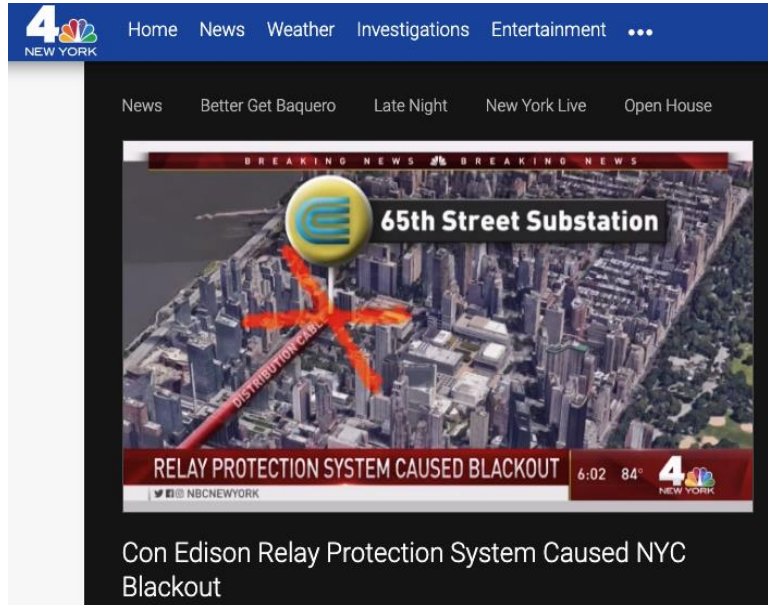 4
NEW YORK
Home News Weather Investigations Entertainment •••
News Better Get Baquero Late Night New York Live Open House
BREAKING NEWS BREAKING NEWS
65th Street Substation
DISTRIBUTION CABLE
RELAY PROTECTION SYSTEM CAUSED BLACKOUT
6:02 84°
4
NEW YORK
NBCNEWYORK
Con Edison Relay Protection System Caused NYC
Blackout